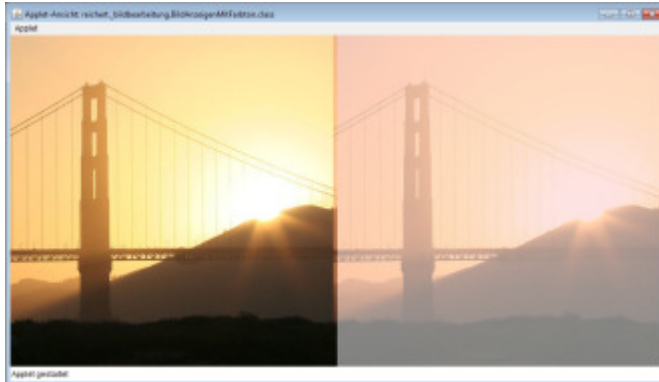 Applet-Ansicht: reichert_bildbearbeitung.BildAnzeigenMitFarbton.class
Applet
Applet gestartet